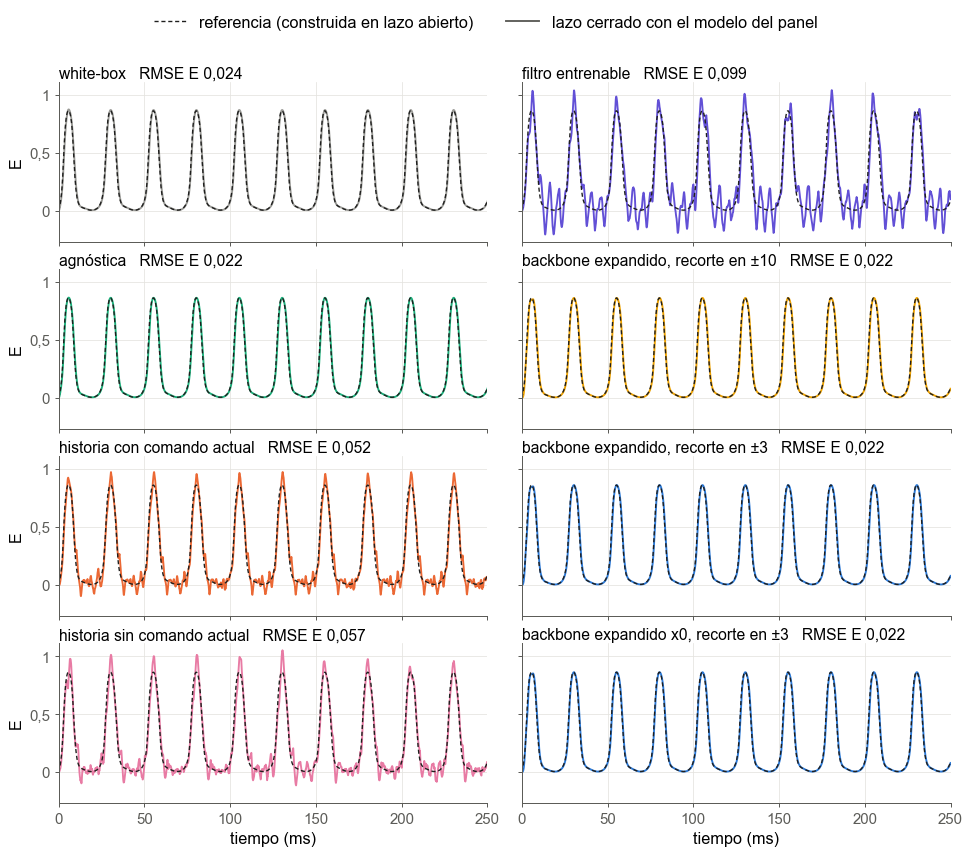 referencia (construida en lazo abierto) lazo cerrado con el modelo del panel
white-box RMSE E 0,024
filtro entrenable RMSE E 0,099
1
0,5
0
E
agnóstica RMSE E 0,022
backbone expandido, recorte en ±10 RMSE E 0,022
1
0,5
0
E
historia con comando actual RMSE E 0,052
backbone expandido, recorte en ±3 RMSE E 0,022
1
0,5
0
E
historia sin comando actual RMSE E 0,057
backbone expandido x0, recorte en ±3 RMSE E 0,022
1
0,5
0
E
0 50 100 150 200 250
0 50 100 150 200 250
tiempo (ms)
tiempo (ms)